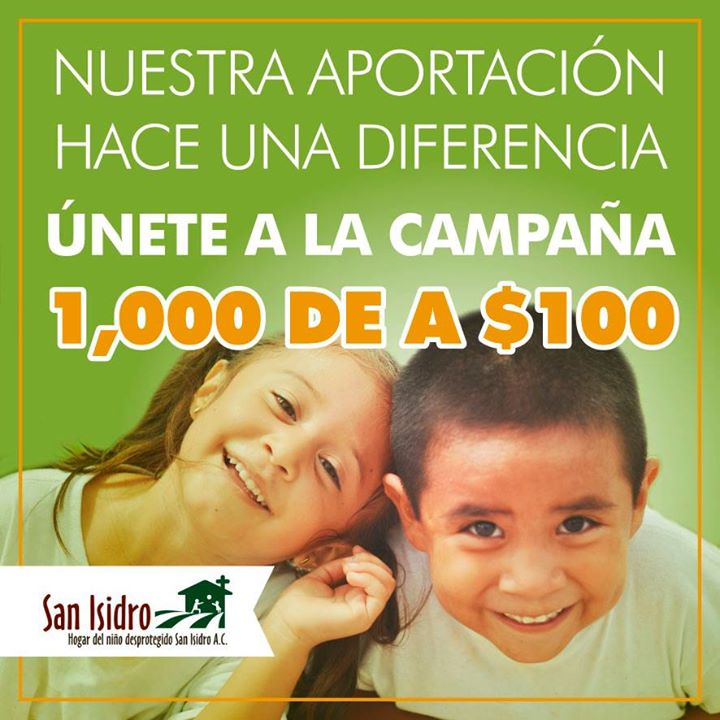 NUESTRA APORTACIÓN
HACE UNA DIFERENCIA
ÚNETE A LA CAMPAÑA
1,000 DE A $100
San Isidro
Hogar del niño desprotegido San Isidro A.C.